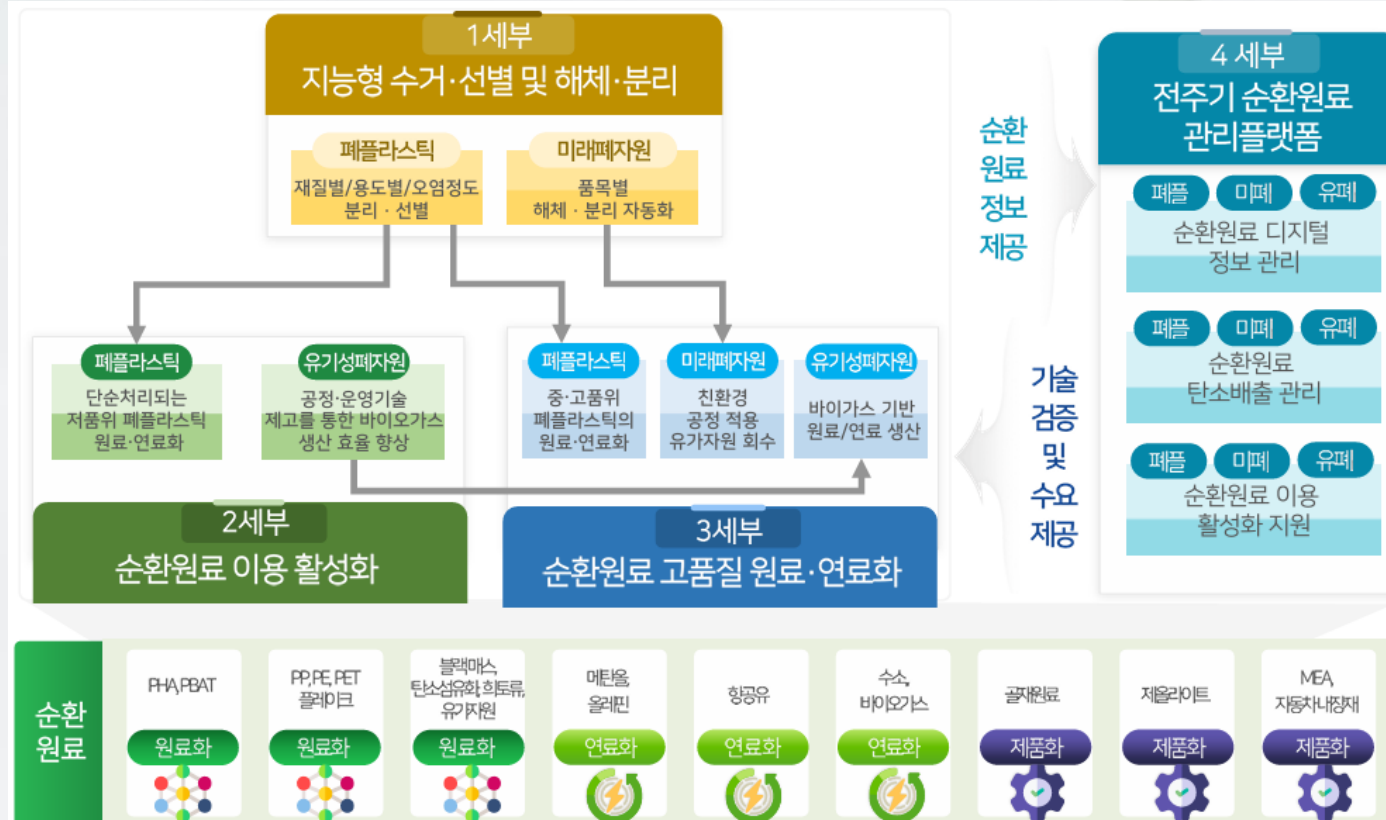 1세부
지능형 수거·선별 및 해체·분리
폐플라스틱
재질별/용도별/오염정도
분리 · 선별
미래폐자원
품목별
해체 · 분리 자동화
폐플라스틱
단순처리되는
저품위 폐플라스틱
원료·연료화
유기성폐자원
공정·운영기술
제고를 통한 바이오가스
생산 효율 향상
2세부
순환원료 이용 활성화
폐플라스틱
중·고품위
폐플라스틱의
원료·연료화
미래폐자원
친환경
공정 적용
유가자원 회수
유기성폐자원
바이가스 기반
원료/연료 생산
3세부
순환원료 고품질 원료·연료화
순환
원료
정보
제공
기술
검증
및
수요
제공
4 세부
전주기 순환원료
관리플랫폼
폐플 미폐 유폐
순환원료 디지털
정보 관리
폐플 미폐 유폐
순환원료
탄소배출 관리
폐플 미폐 유폐
순환원료 이용
활성화 지원
순환
원료
PHA,PBAT
원료화
PP,PE,PET
플레이크
원료화
블랙매스,
탄소섬유화, 희토류,
유가자원
원료화
메탄올,
올레핀
연료화
항공유
연료화
수소,
바이오가스
연료화
골재원료
제품화
제올라이트
제품화
MEA,
자동차내장재
제품화